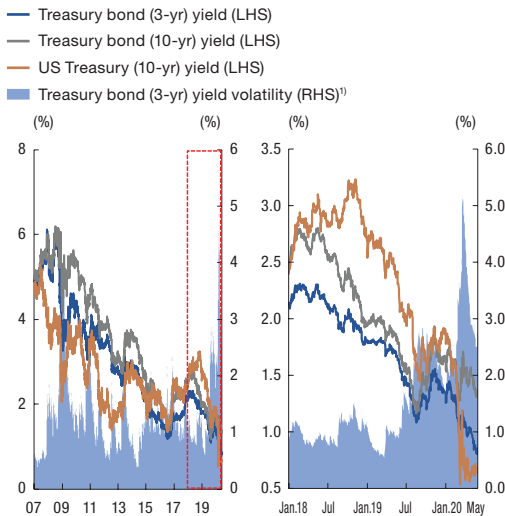 Treasury bond (3-yr) yield (LHS)
Treasury bond (10-yr) yield (LHS)
US Treasury (10-yr) yield (LHS)
Treasury bond (3-yr) yield volatility (RHS)¹⁾
(%) (%) (%) (%)
8 6 3.5 6.0
5 3.0 5.0
6
4 2.5 4.0
4 3 2.0 3.0
2 1.5 2.0
2
1 1.0 1.0
0 0 0.5 0.0
07 09 11 13 15 17 19 Jan.18 Jul Jan.19 Jul Jan.20 May